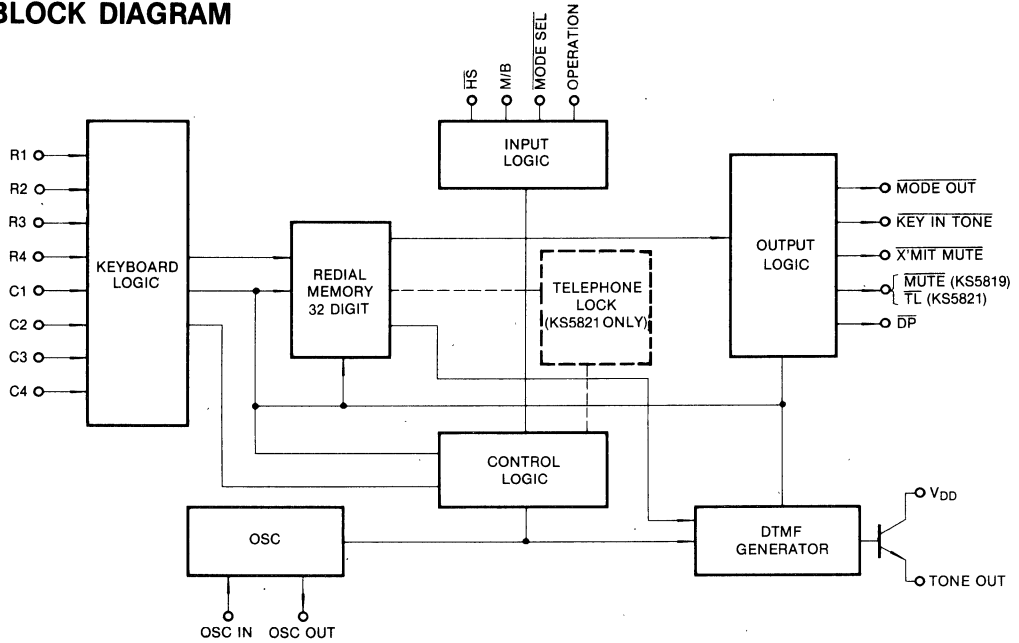 BLOCK DIAGRAM
HS
M/B
MODE SEL
OPERATION
INPUT
LOGIC
R1
R2
R3
R4
C1
C2
C3
C4
KEYBOARD
LOGIC
REDIAL
MEMORY
32 DIGIT
TELEPHONE
LOCK
(KS5821 ONLY)
OUTPUT
LOGIC
MODE OUT
KEY IN TONE
X'MIT MUTE
MUTE (KS5819)
TL (KS5821)
DP
CONTROL
LOGIC
OSC
OSC IN
OSC OUT
DTMF
GENERATOR
VDD
TONE OUT